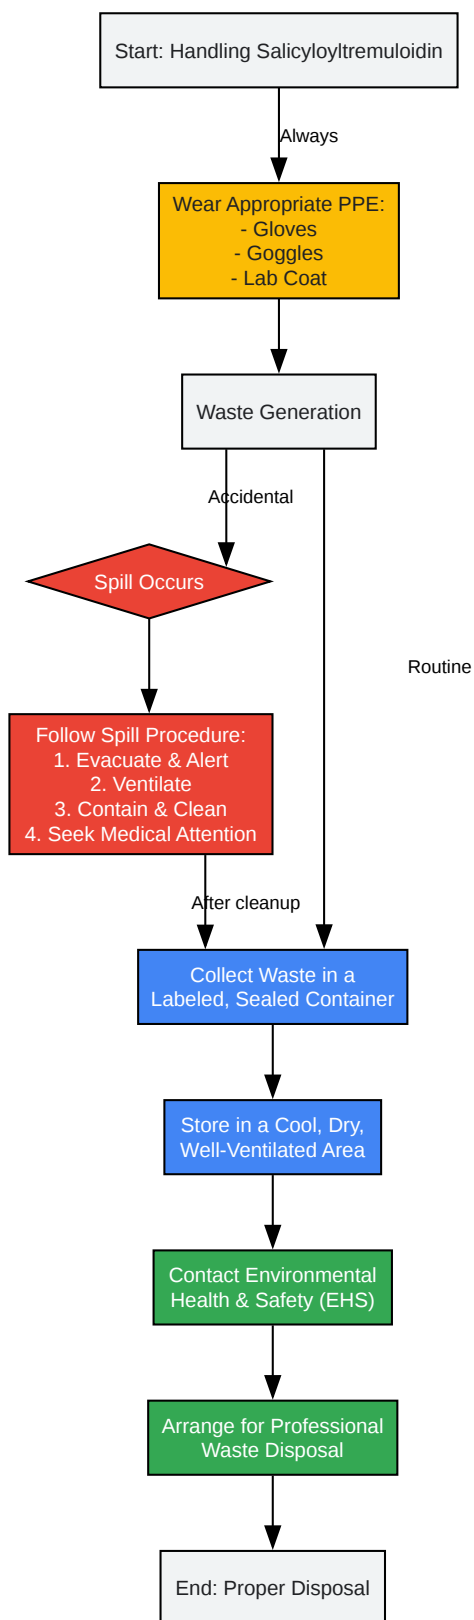 Start: Handling Salicyloyltremuloidin
Always
Wear Appropriate PPE:
- Gloves
- Goggles
- Lab Coat
Waste Generation
Accidental
Spill Occurs
Routine
Follow Spill Procedure:
1. Evacuate & Alert
2. Ventilate
3. Contain & Clean
4. Seek Medical Attention
After cleanup
Collect Waste in a
Labeled, Sealed Container
Store in a Cool, Dry,
Well-Ventilated Area
Contact Environmental
Health & Safety (EHS)
Arrange for Professional
Waste Disposal
End: Proper Disposal